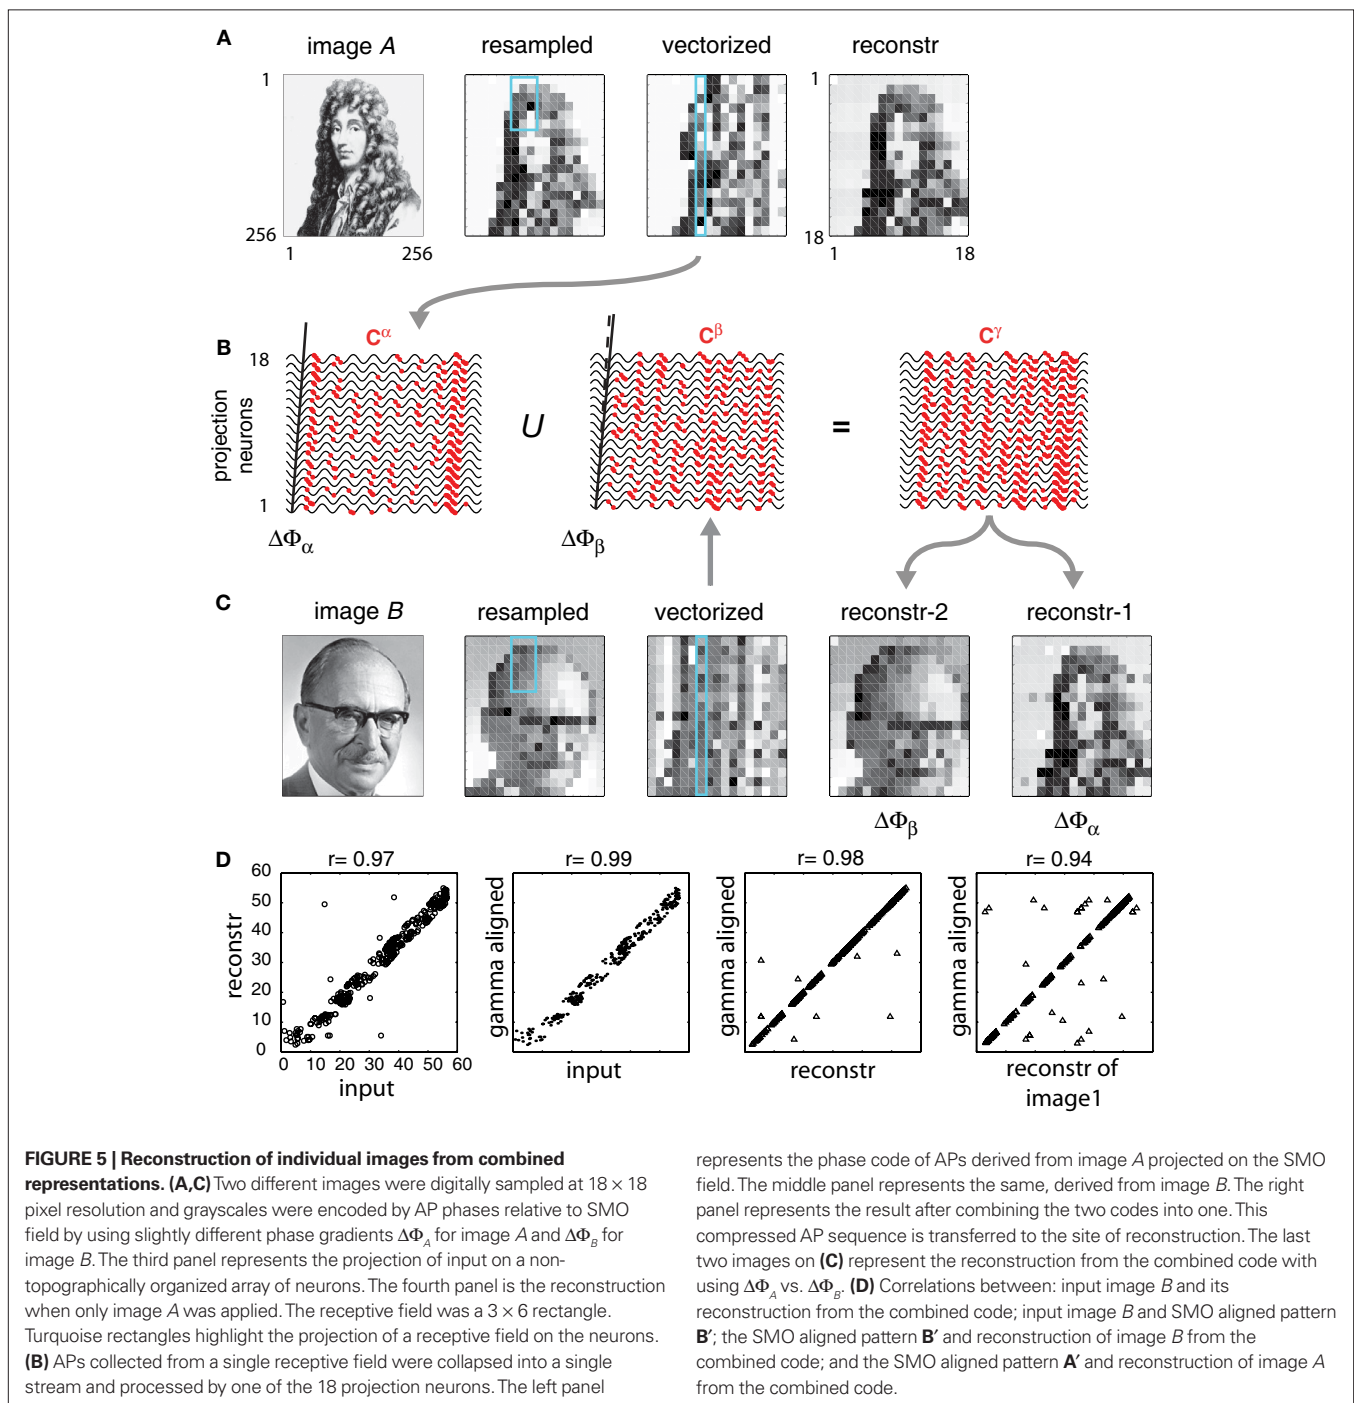 A
image A
resampled
vectorized
reconstr
1
256
1
256
1
18
1
18
B
C^α
C^β
C^γ
18
projection
neurons
1
U
=
ΔΦ_α
ΔΦ_β
C
image B
resampled
vectorized
reconstr-2
reconstr-1
ΔΦ_β
ΔΦ_α
D
r= 0.97
r= 0.99
r= 0.98
r= 0.94
60
50
40
30
20
10
0
reconstr
0 10 20 30 40 50 60
input
gamma aligned
input
gamma aligned
reconstr
gamma aligned
reconstr of
image1
FIGURE 5 | Reconstruction of individual images from combined
representations. (A,C) Two different images were digitally sampled at 18 × 18
pixel resolution and grayscales were encoded by AP phases relative to SMO
field by using slightly different phase gradients ΔΦ_A for image A and ΔΦ_B for
image B. The third panel represents the projection of input on a non-
topographically organized array of neurons. The fourth panel is the reconstruction
when only image A was applied. The receptive field was a 3 × 6 rectangle.
Turquoise rectangles highlight the projection of a receptive field on the neurons.
(B) APs collected from a single receptive field were collapsed into a single
stream and processed by one of the 18 projection neurons. The left panel
represents the phase code of APs derived from image A projected on the SMO
field. The middle panel represents the same, derived from image B. The right
panel represents the result after combining the two codes into one. This
compressed AP sequence is transferred to the site of reconstruction. The last
two images on (C) represent the reconstruction from the combined code with
using ΔΦ_A vs. ΔΦ_B. (D) Correlations between: input image B and its
reconstruction from the combined code; input image B and SMO aligned pattern
B′; the SMO aligned pattern B′ and reconstruction of image B from the
combined code; and the SMO aligned pattern A′ and reconstruction of image A
from the combined code.